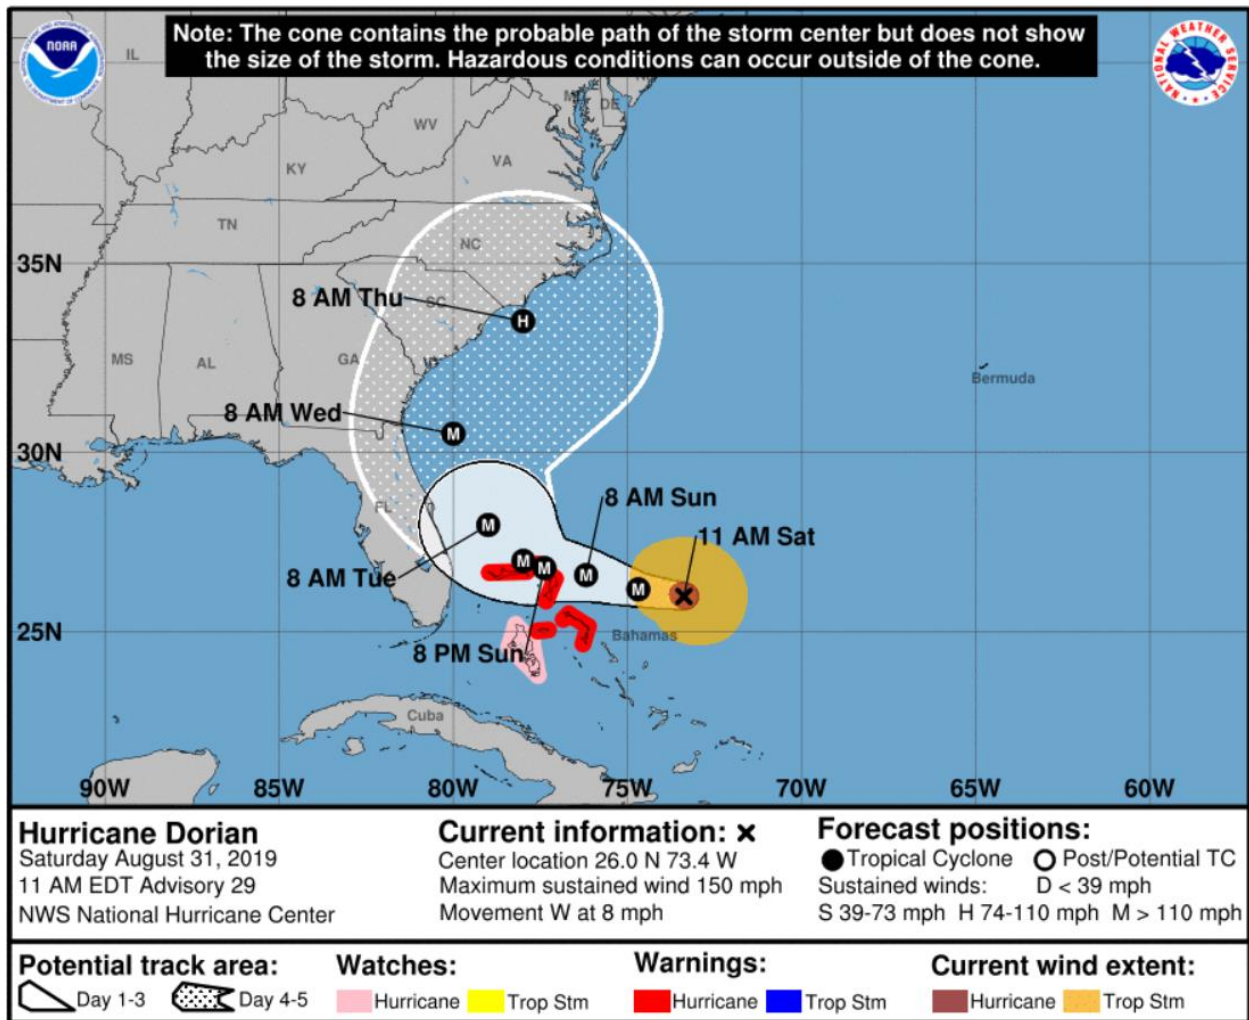 Note: The cone contains the probable path of the storm center but does not show
the size of the storm. Hazardous conditions can occur outside of the cone.
NOAA
NATIONAL WEATHER SERVICE
IL
DE
WV
VA
KY
TN
NC
35N
8 AM Thu
SC
H
MS
AL
GA
Bermuda
8 AM Wed
M
30N
8 AM Sun
FL
M
11 AM Sat
8 AM Tue
M
M
M
M
25N
Bahamas
8 PM Sun
Cuba
90W 85W 80W 75W 70W 65W 60W
Hurricane Dorian
Saturday August 31, 2019
11 AM EDT Advisory 29
NWS National Hurricane Center
Current information: x
Center location 26.0 N 73.4 W
Maximum sustained wind 150 mph
Movement W at 8 mph
Forecast positions:
Tropical Cyclone Post/Potential TC
Sustained winds: D < 39 mph
S 39-73 mph H 74-110 mph M > 110 mph
Potential track area:
Day 1-3 Day 4-5
Watches:
Hurricane Trop Stm
Warnings:
Hurricane Trop Stm
Current wind extent:
Hurricane Trop Stm